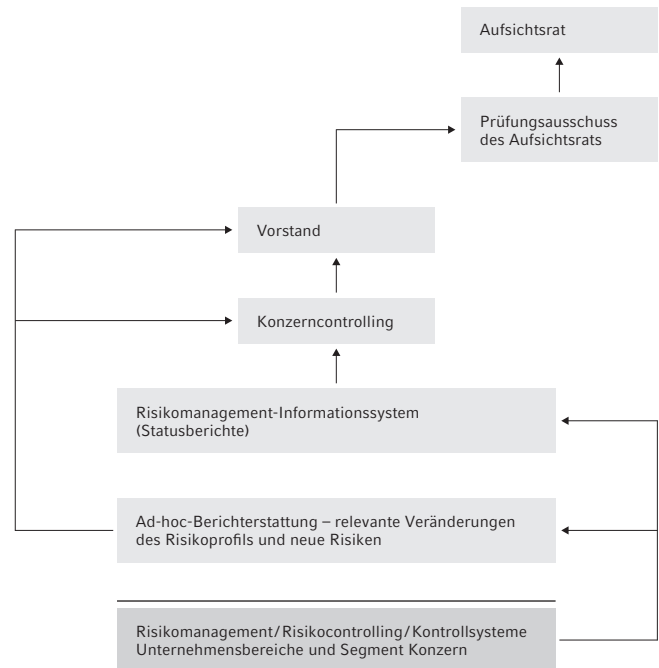 Aufsichtsrat
Prüfungsausschuss
des Aufsichtsrats
Vorstand
Konzerncontrolling
Risikomanagement-Informationssystem
(Statusberichte)
Ad-hoc-Berichterstattung – relevante Veränderungen
des Risikoprofils und neue Risiken
Risikomanagement/Risikocontrolling/Kontrollsysteme
Unternehmensbereiche und Segment Konzern